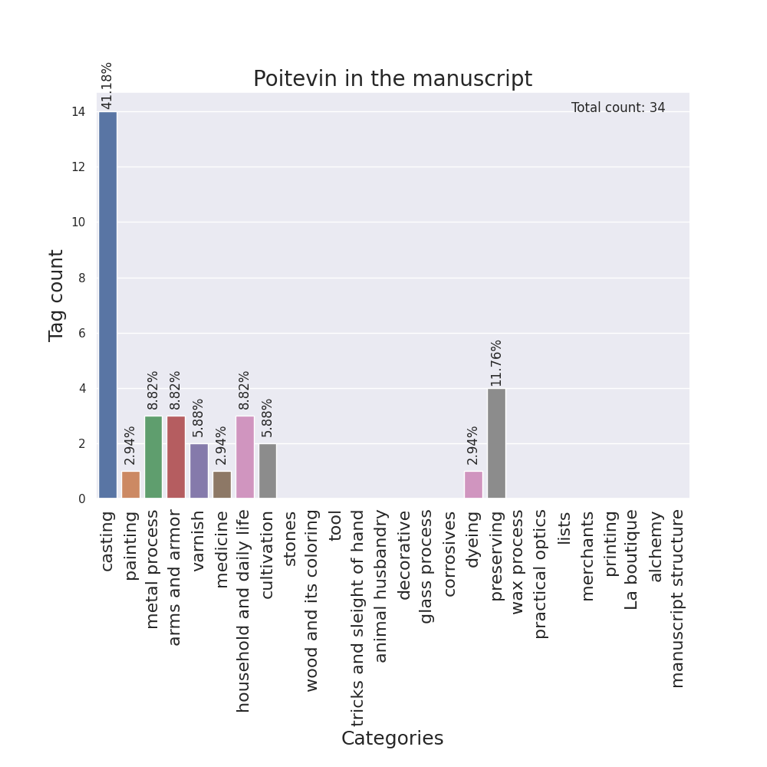 Poitevin in the manuscript
Total count: 34
Tag count
14
12
10
8
6
4
2
0
41.18%
2.94%
8.82%
8.82%
5.88%
2.94%
8.82%
5.88%
2.94%
11.76%
casting
painting
metal process
arms and armor
varnish
medicine
household and daily life
cultivation
stones
wood and its coloring
tool
tricks and sleight of hand
animal husbandry
decorative
glass process
corrosives
dyeing
preserving
wax process
practical optics
lists
merchants
printing
La boutique
alchemy
manuscript structure
Categories